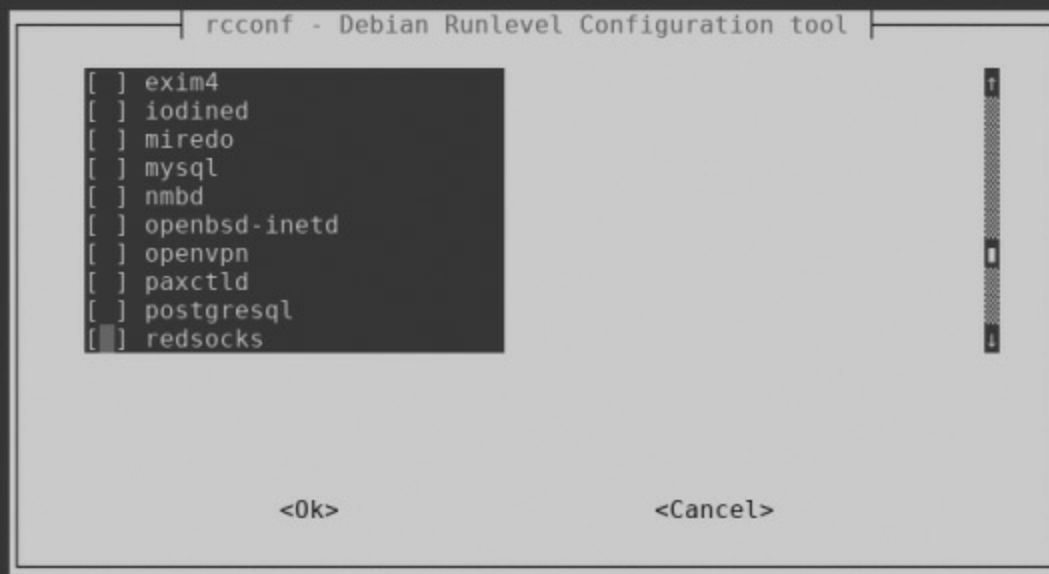 rcconf - Debian Runlevel Configuration tool
[ ] exim4
[ ] iodined
[ ] miredo
[ ] mysql
[ ] nmbd
[ ] openbsd-inetd
[ ] openvpn
[ ] paxctld
[ ] postgresql
[ ] redsocks
<Ok> <Cancel>